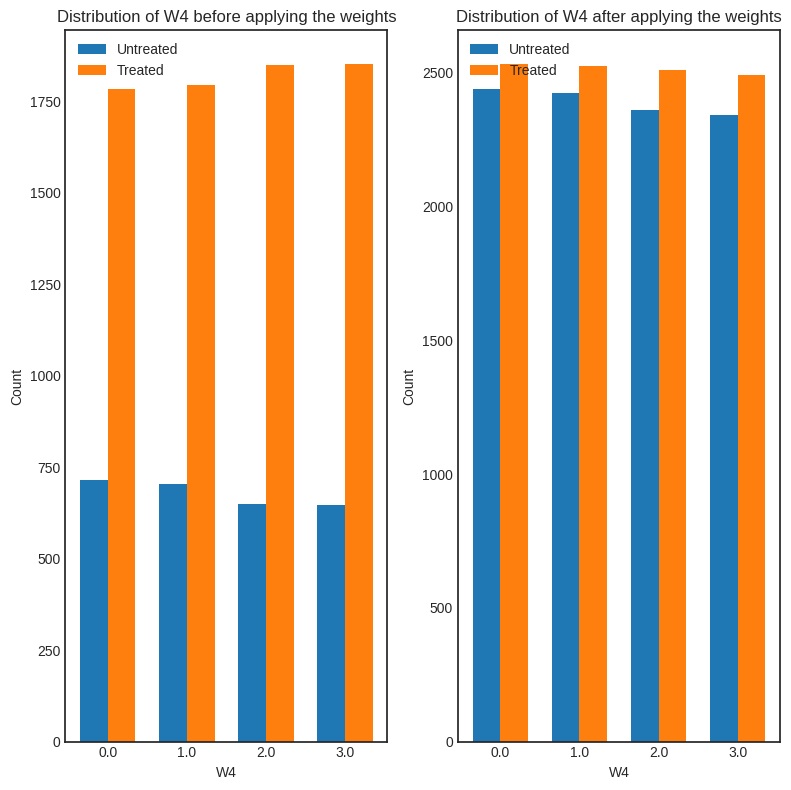 Distribution of W4 before applying the weights
Untreated
Treated
1750
1500
1250
1000
750
500
250
0
Count
0.0 1.0 2.0 3.0
W4
Distribution of W4 after applying the weights
Untreated
Treated
2500
2000
1500
1000
500
0
Count
0.0 1.0 2.0 3.0
W4